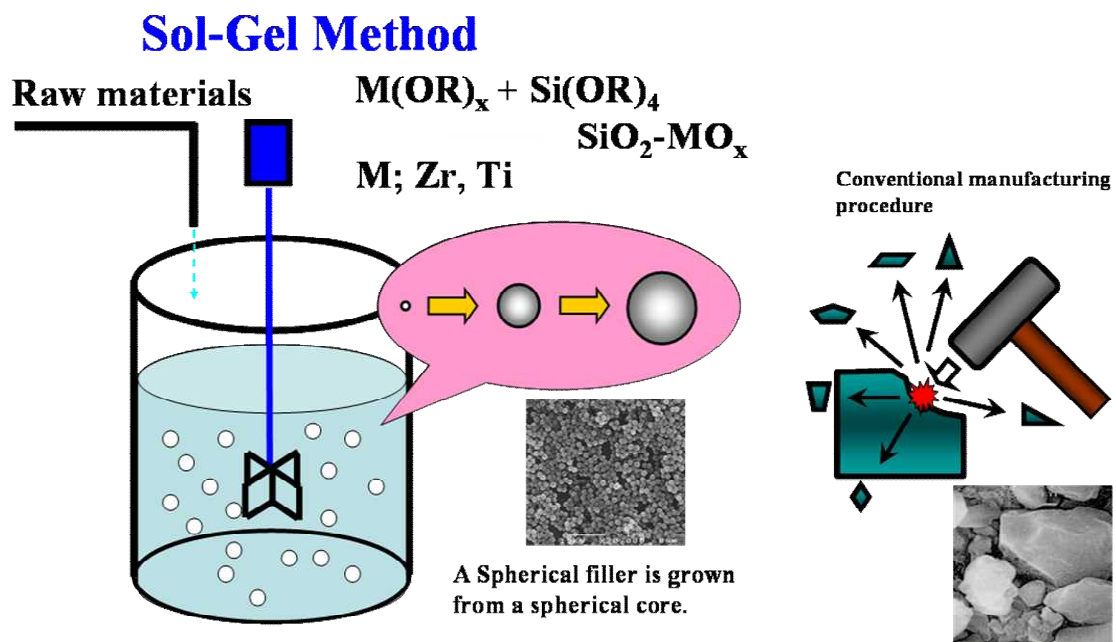 Sol-Gel Method
Raw materials
M(OR)ₓ + Si(OR)₄
SiO₂-MOₓ
M; Zr, Ti
Conventional manufacturing
procedure
A Spherical filler is grown
from a spherical core.